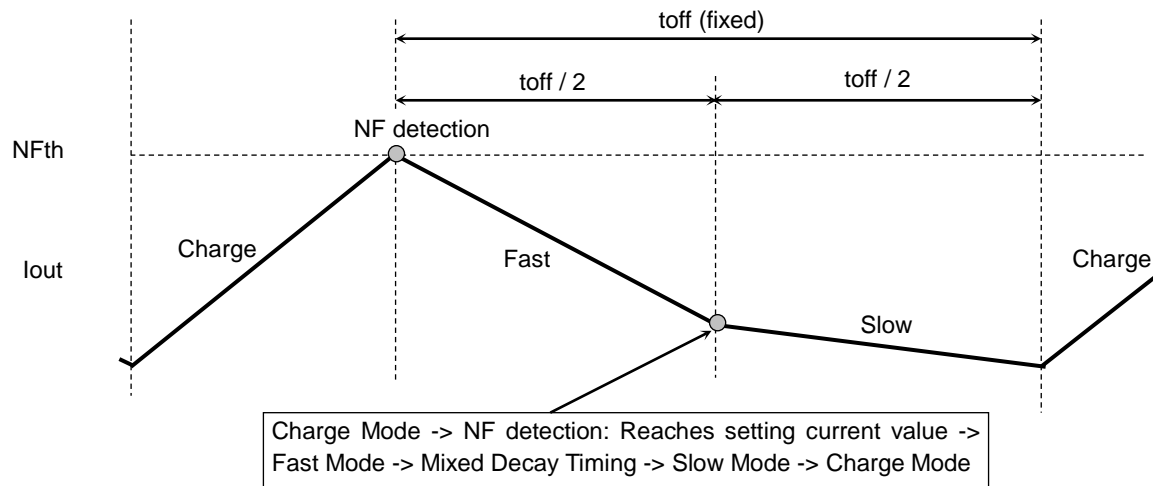 toff (fixed)
toff / 2
toff / 2
NF detection
NFth
Charge
Fast
Iout
Charge
Slow
Charge Mode -> NF detection: Reaches setting current value ->
Fast Mode -> Mixed Decay Timing -> Slow Mode -> Charge Mode